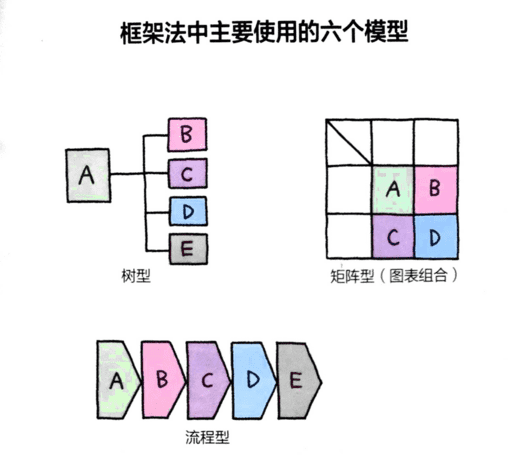 框架法中主要使用的六个模型
A
B
C
D
E
树型
A B
C D
矩阵型（图表组合）
A B C D E
流程型